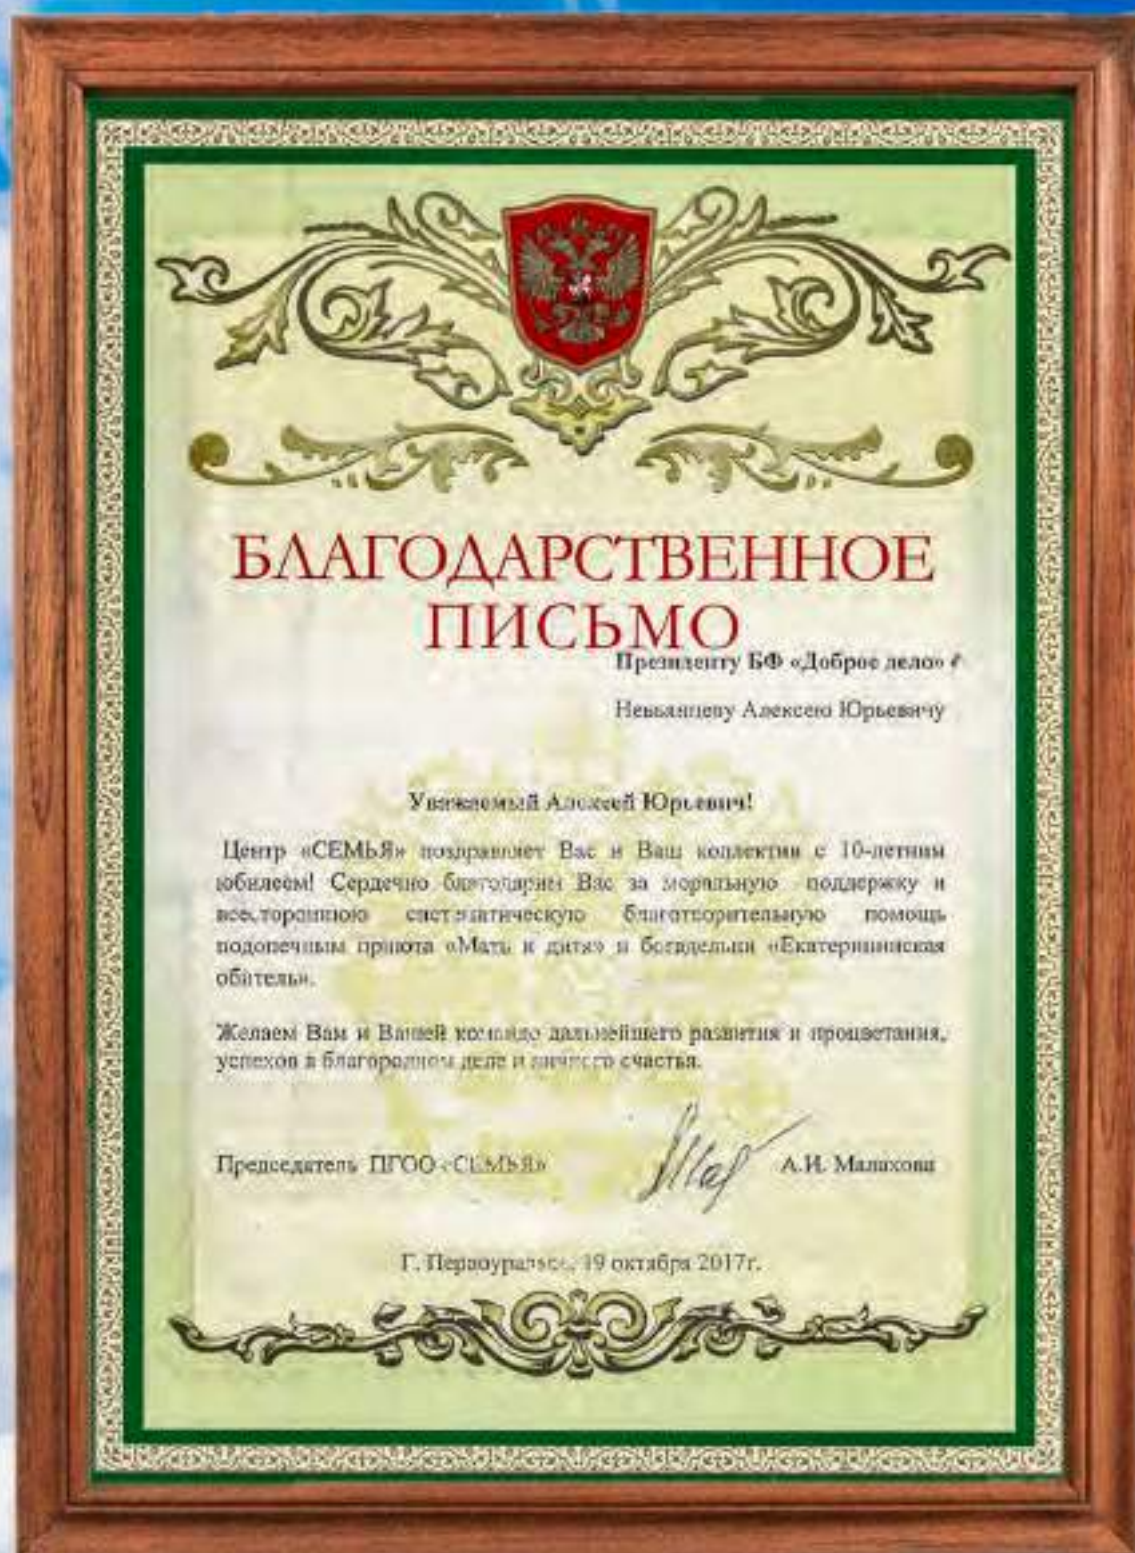 БЛАГОДАРСТВЕННОЕ
ПИСЬМО
Президенту БФ «Доброе дело»
Невьянцеву Алексею Юрьевичу
Уважаемый Алексей Юрьевич!
Центр «СЕМЬЯ» поздравляет Вас и Ваш коллектив с 10-летним
юбилеем! Сердечно благодарим Вас за моральную поддержку и
всестороннюю систематическую благотворительную помощь
подопечным приюта «Мать и дитя» и богадельни «Екатерининская
обитель».
Желаем Вам и Вашей команде дальнейшего развития и процветания,
успехов в благородном деле и личного счастья.
Председатель ПГОО «СЕМЬЯ»
А.И. Малахова
Г. Первоуральск, 19 октября 2017г.